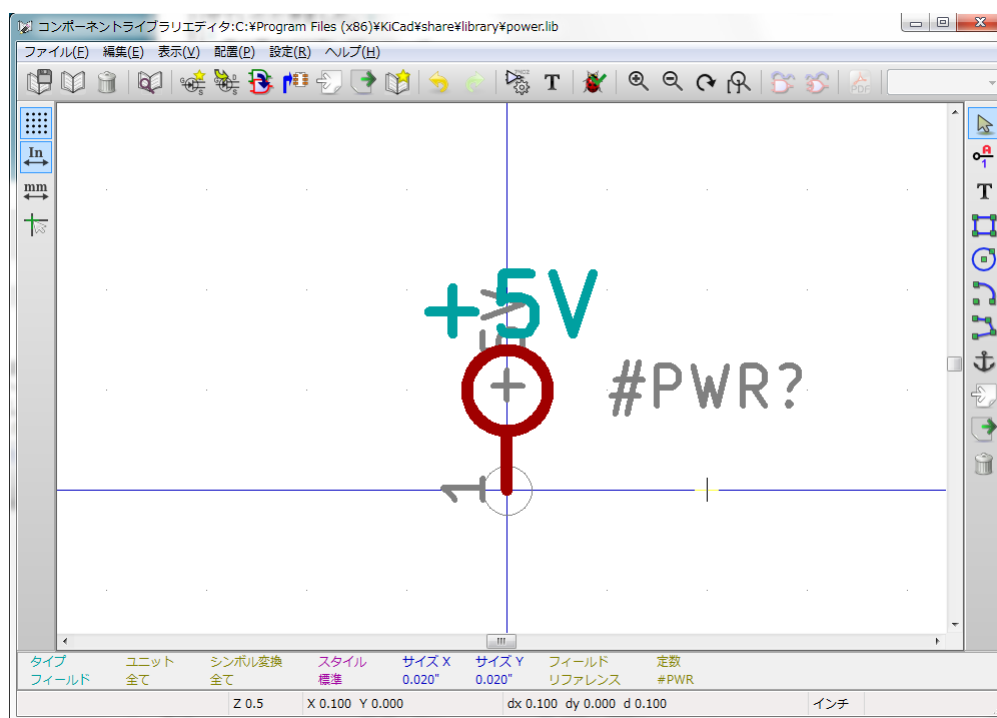 コンポーネントライブラリエディタ:C:¥Program Files (x86)¥KiCad¥share¥library¥power.lib
ファイル(F) 編集(E) 表示(V) 配置(P) 設定(R) ヘルプ(H)
T
PDF
In
mm
A
1
T
+5V
+5V
#PWR?
1
タイプ ユニット シンボル変換 スタイル サイズ X サイズ Y フィールド 定数
フィールド 全て 全て 標準 0.020" 0.020" リファレンス #PWR
Z 0.5 X 0.100 Y 0.000 dx 0.100 dy 0.000 d 0.100 インチ